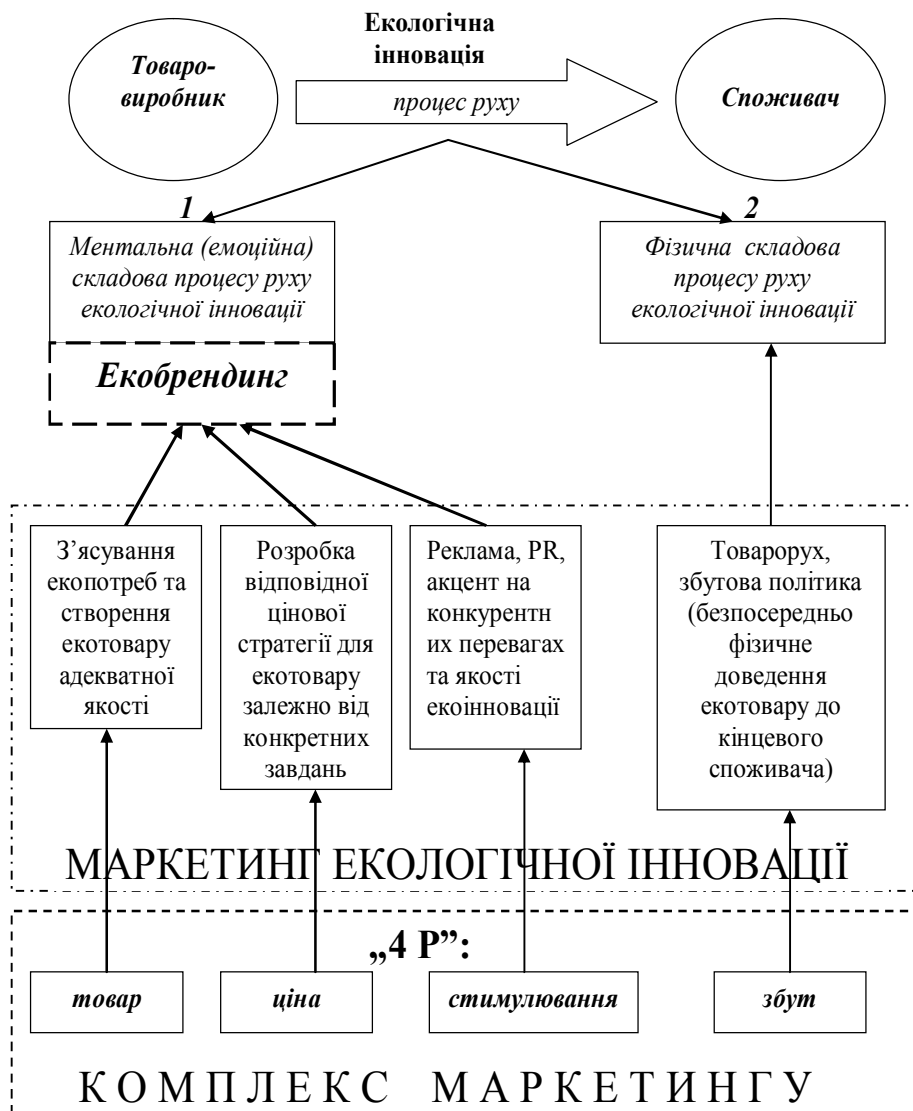 Екологічна
інновація
Товаро-
виробник
процес руху
Споживач
1
2
Ментальна (емоційна)
складова процесу руху
екологічної інновації
Фізична складова
процесу руху
екологічної інновації
Екобрендинг
З’ясування
екопотреб та
створення
екотовару
адекватної
якості
Розробка
відповідної
цінової
стратегії для
екотовару
залежно від
конкретних
завдань
Реклама, PR,
акцент на
конкурентн
их перевагах
та якості
екоінновації
Товарорух,
збутова політика
(безпосередньо
фізичне
доведення
екотовару до
кінцевого
споживача)
МАРКЕТИНГ ЕКОЛОГІЧНОЇ ІННОВАЦІЇ
„4 Р”:
товар
ціна
стимулювання
збут
КОМПЛЕКС МАРКЕТИНГУ